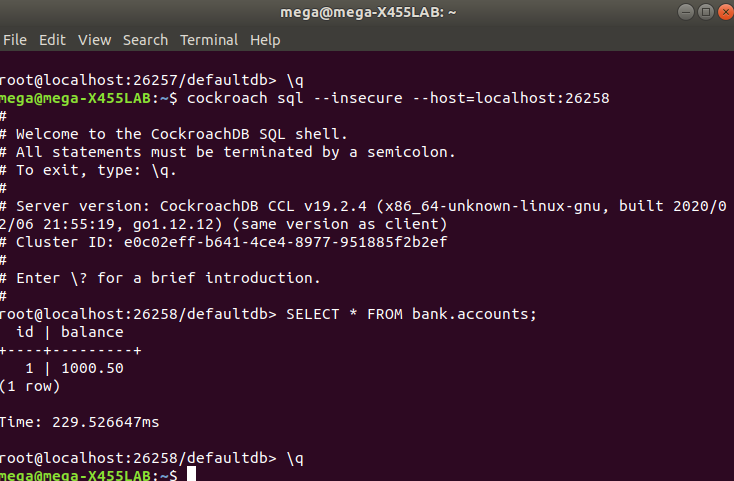 mega@mega-X455LAB: ~
File Edit View Search Terminal Help
root@localhost:26257/defaultdb> \q
mega@mega-X455LAB:~$ cockroach sql --insecure --host=localhost:26258
#
# Welcome to the CockroachDB SQL shell.
# All statements must be terminated by a semicolon.
# To exit, type: \q.
#
# Server version: CockroachDB CCL v19.2.4 (x86_64-unknown-linux-gnu, built 2020/0
2/06 21:55:19, go1.12.12) (same version as client)
# Cluster ID: e0c02eff-b641-4ce4-8977-951885f2b2ef
#
# Enter \? for a brief introduction.
#
root@localhost:26258/defaultdb> SELECT * FROM bank.accounts;
  id | balance
+----+---------+
   1 | 1000.50
(1 row)
Time: 229.526647ms
root@localhost:26258/defaultdb> \q
mega@mega-X455LAB:~$